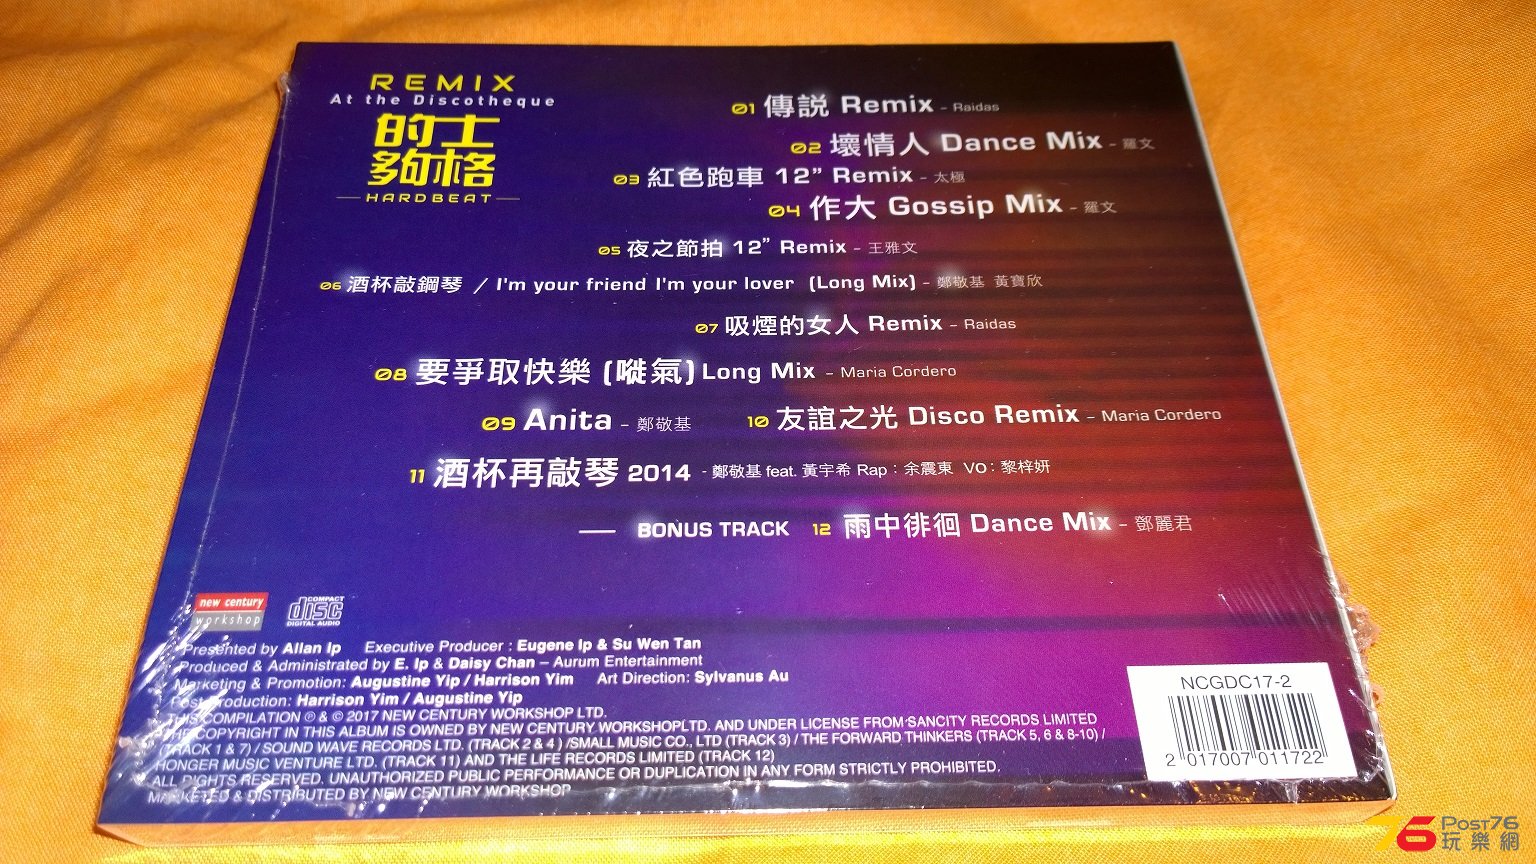 REMIX
At the Discotheque
的士
夠格
HARDBEAT
01 傳説 Remix - Raidas
02 壞情人 Dance Mix - 羅文
03 紅色跑車 12” Remix - 太極
04 作大 Gossip Mix - 羅文
05 夜之節拍 12” Remix - 王雅文
06 酒杯敲鋼琴 / I'm your friend I'm your lover (Long Mix) - 鄭敬基 黃寶欣
07 吸煙的女人 Remix - Raidas
08 要爭取快樂 (嘥氣) Long Mix - Maria Cordero
09 Anita - 鄭敬基 10 友誼之光 Disco Remix - Maria Cordero
11 酒杯再敲琴 2014 - 鄭敬基 feat. 黃宇希 Rap：余震東 VO：黎梓妍
BONUS TRACK 12 雨中徘徊 Dance Mix - 鄧麗君
new century
workshop
COMPACT
disc
DIGITAL AUDIO
Presented by Allan Ip Executive Producer : Eugene Ip & Su Wen Tan
Produced & Administrated by E. Ip & Daisy Chan – Aurum Entertainment
Marketing & Promotion: Augustine Yip / Harrison Yim Art Direction: Sylvanus Au
Post Production: Harrison Yim / Augustine Yip
THIS COMPILATION ℗ & © 2017 NEW CENTURY WORKSHOP LTD.
THE COPYRIGHT IN THIS ALBUM IS OWNED BY NEW CENTURY WORKSHOPLTD. AND UNDER LICENSE FROM SANCITY RECORDS LIMITED
(TRACK 1 & 7) / SOUND WAVE RECORDS LTD. (TRACK 2 & 4) /SMALL MUSIC CO., LTD (TRACK 3) / THE FORWARD THINKERS (TRACK 5, 6 & 8-10) /
HONGER MUSIC VENTURE LTD. (TRACK 11) AND THE LIFE RECORDS LIMITED (TRACK 12)
ALL RIGHTS RESERVED. UNAUTHORIZED PUBLIC PERFORMANCE OR DUPLICATION IN ANY FORM STRICTLY PROHIBITED.
MARKETED & DISTRIBUTED BY NEW CENTURY WORKSHOP
NCGDC17-2
2 017007 011722
76 POST76
玩樂網